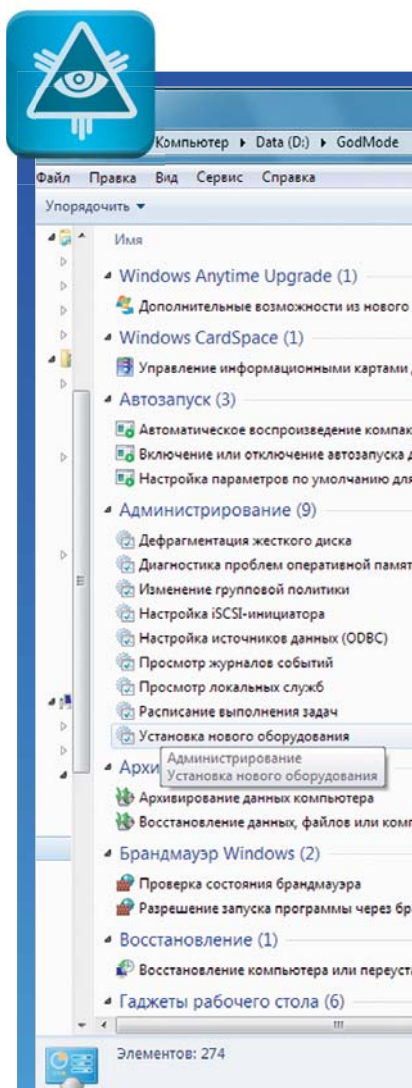 Компьютер ▸ Data (D:) ▸ GodMode
Файл Правка Вид Сервис Справка
Упорядочить
Имя
Windows Anytime Upgrade (1)
Дополнительные возможности из нового
Windows CardSpace (1)
Управление информационными картами
Автозапуск (3)
Автоматическое воспроизведение компак
Включение или отключение автозапуска д
Настройка параметров по умолчанию для
Администрирование (9)
Дефрагментация жесткого диска
Диагностика проблем оперативной памят
Изменение групповой политики
Настройка iSCSI-инициатора
Настройка источников данных (ODBC)
Просмотр журналов событий
Просмотр локальных служб
Расписание выполнения задач
Установка нового оборудования
Администрирование
Установка нового оборудования
Архи
Архивирование данных компьютера
Восстановление данных, файлов или комп
Брандмауэр Windows (2)
Проверка состояния брандмауэра
Разрешение запуска программы через бра
Восстановление (1)
Восстановление компьютера или переуста
Гаджеты рабочего стола (6)
Элементов: 274